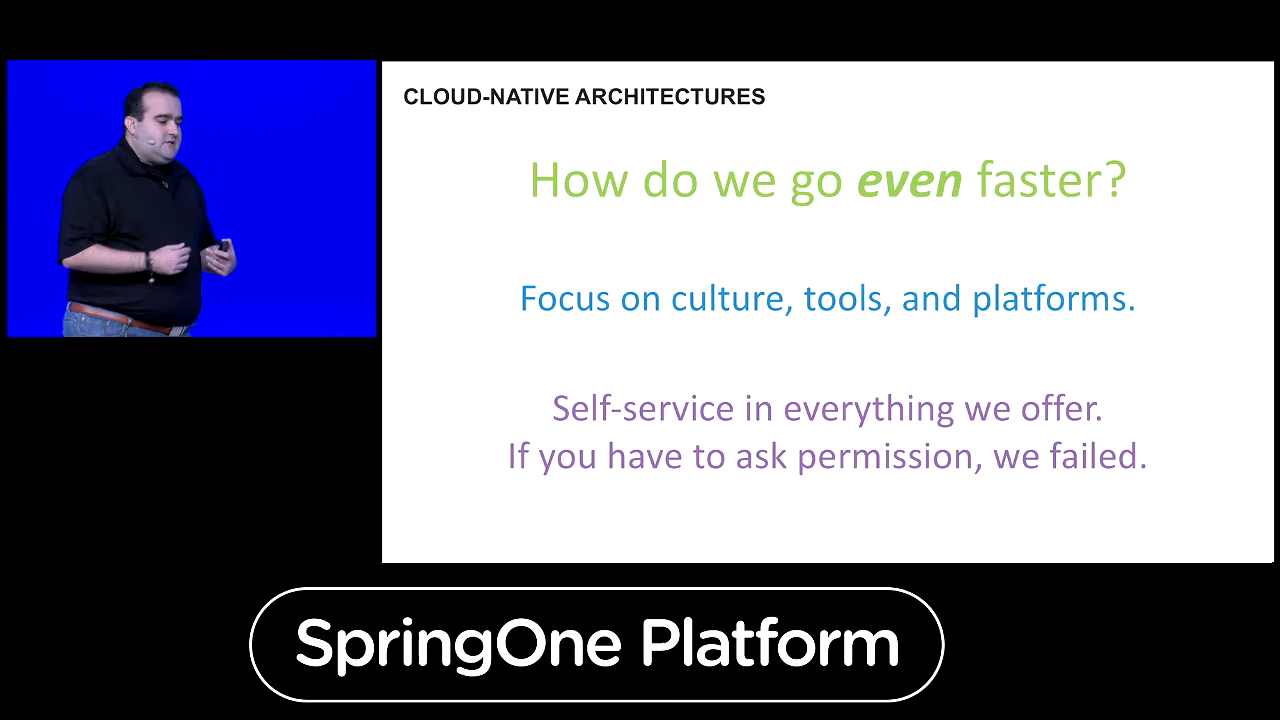 CLOUD-NATIVE ARCHITECTURES
How do we go even faster?
Focus on culture, tools, and platforms.
Self-service in everything we offer.
If you have to ask permission, we failed.
SpringOne Platform